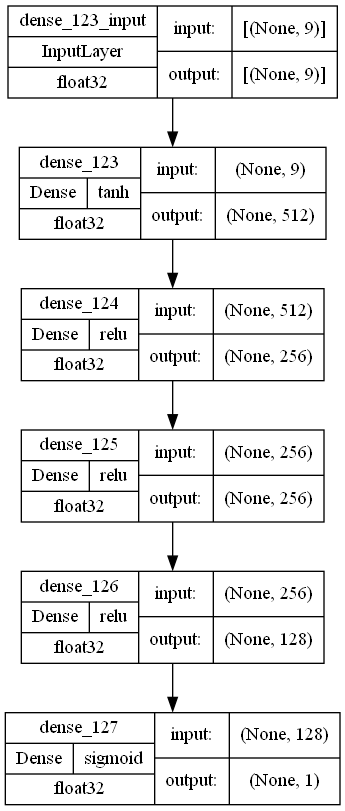 dense_123_input input: [(None, 9)]
InputLayer
float32 output: [(None, 9)]
dense_123 input: (None, 9)
Dense tanh
float32 output: (None, 512)
dense_124 input: (None, 512)
Dense relu
float32 output: (None, 256)
dense_125 input: (None, 256)
Dense relu
float32 output: (None, 256)
dense_126 input: (None, 256)
Dense relu
float32 output: (None, 128)
dense_127 input: (None, 128)
Dense sigmoid
float32 output: (None, 1)